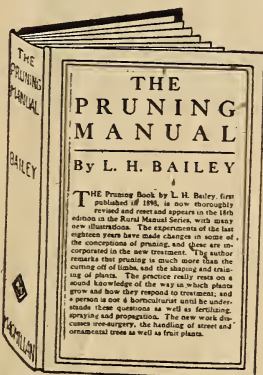 THE
PRUNING
MANUAL
BAILEY
MACMILLAN
THE
PRUNING
MANUAL
By L. H. BAILEY
THE Pruning Book by L. H. Bailey, first
published in 1898, is now thoroughly
revised and reset and appears in the 18th
edition in the Rural Manual Series, with many
new illustrations. The experiments of the last
eighteen years have made changes in some of
the conceptions of pruning, and these are in-
corporated in the new treatment. The author
remarks that pruning is much more than the
cutting off of limbs, and the shaping and train-
ing of plants. The practice really rests on a
sound knowledge of the way in which plants
grow and how they respond to treatment; and
a person is not a horticulturist until he under-
stands these questions as well as fertilizing,
spraying and propagation. The new work dis-
cusses tree-surgery, the handling of street and
ornamental trees as well as fruit plants.